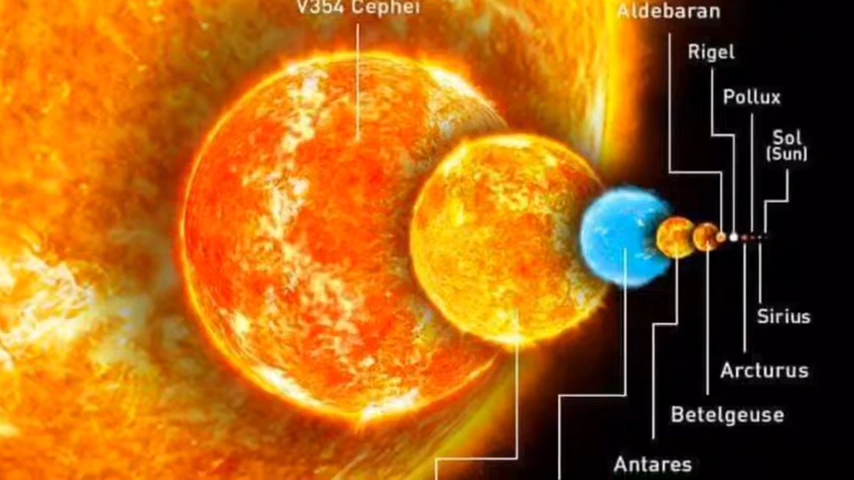 V354 Cephei
Aldebaran
Rigel
Pollux
Sol
(Sun)
Sirius
Arcturus
Betelgeuse
Antares